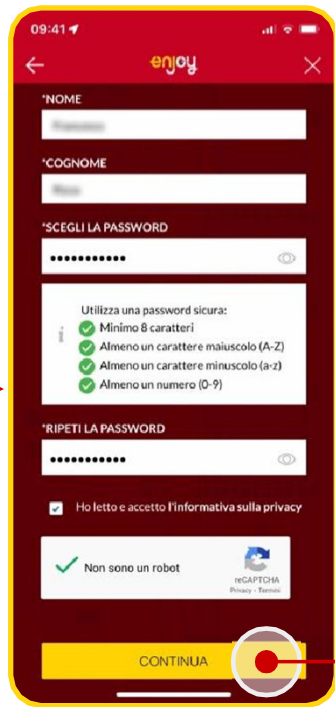 09:41
enjoy
*NOME
*COGNOME
*SCEGLI LA PASSWORD
•••••••••••
Utilizza una password sicura:
Minimo 8 caratteri
Almeno un carattere maiuscolo (A-Z)
Almeno un carattere minuscolo (a-z)
Almeno un numero (0-9)
*RIPETI LA PASSWORD
•••••••••••
Ho letto e accetto l'informativa sulla privacy
Non sono un robot
reCAPTCHA
Privacy - Termini
CONTINUA